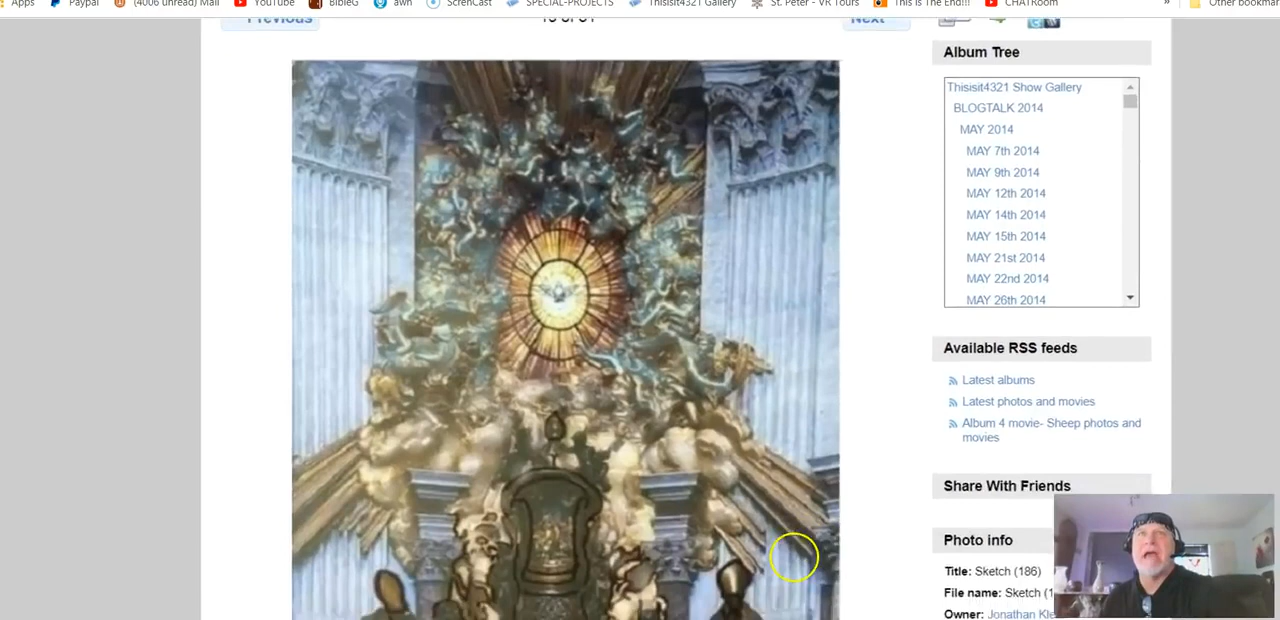 Apps Paypal (4006 unread) Mail YouTube BibleG awn ScrenCast SPECIAL-PROJECTS Thisisit4321 Gallery St. Peter - VR Tours This Is The End!!! CHATRoom » Other bookmar
Previous
Next
Album Tree
Thisisit4321 Show Gallery
BLOGTALK 2014
MAY 2014
MAY 7th 2014
MAY 9th 2014
MAY 12th 2014
MAY 14th 2014
MAY 15th 2014
MAY 21st 2014
MAY 22nd 2014
MAY 26th 2014
Available RSS feeds
Latest albums
Latest photos and movies
Album 4 movie- Sheep photos and
movies
Share With Friends
Photo info
Title: Sketch (186)
File name: Sketch (1
Owner: Jonathan Kle